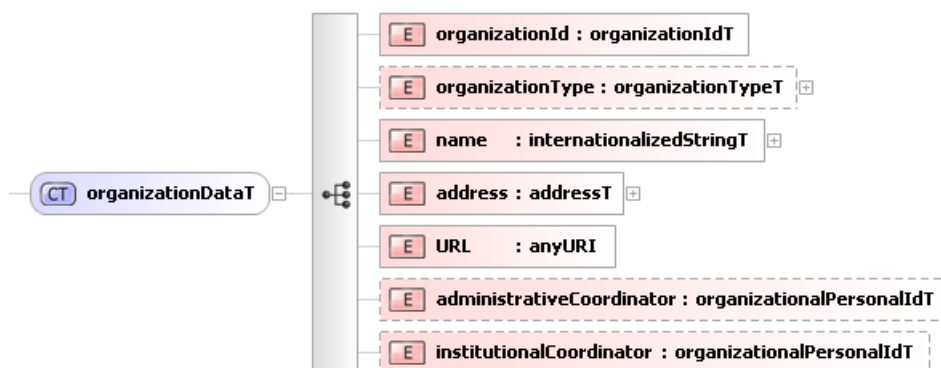 E organizationId : organizationIdT
E organizationType : organizationTypeT
E name : internationalizedStringT
CT organizationDataT
E address : addressT
E URL : anyURI
E administrativeCoordinator : organizationalPersonalIdT
E institutionalCoordinator : organizationalPersonalIdT